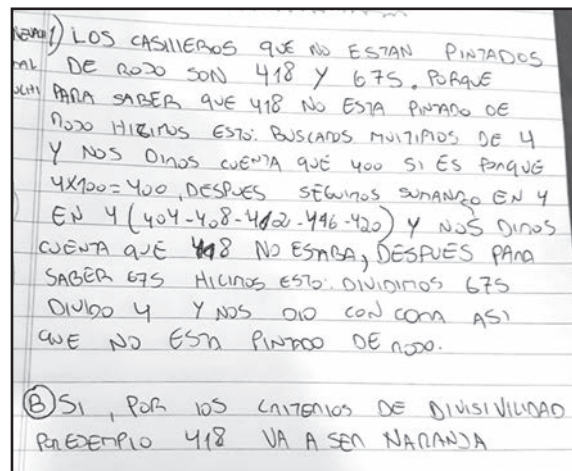 1) LOS CASILLEROS QUE NO ESTAN PINTADOS
DE ROJO SON 418 Y 675. PORQUE
PARA SABER QUE 418 NO ESTA PINTADO DE
ROJO HICIMOS ESTO: BUSCAMOS MULTIPLOS DE 4
Y NOS DIMOS CUENTA QUE 400 SI ES PORQUE
4X100=400, DESPUES SEGUIMOS SUMANDO EN 4
EN 4 (404-408-412-416-420) Y NOS DIMOS
CUENTA QUE 418 NO ESTABA, DESPUES PARA
SABER 675 HICIMOS ESTO: DIVIDIMOS 675
DIVIDO 4 Y NOS DIO CON COMA ASI
QUE NO ESTA PINTADO DE ROJO.
B) SI, POR LOS CRITERIOS DE DIVISIVILIDAD
POR EJEMPLO 418 VA A SER NARANJA